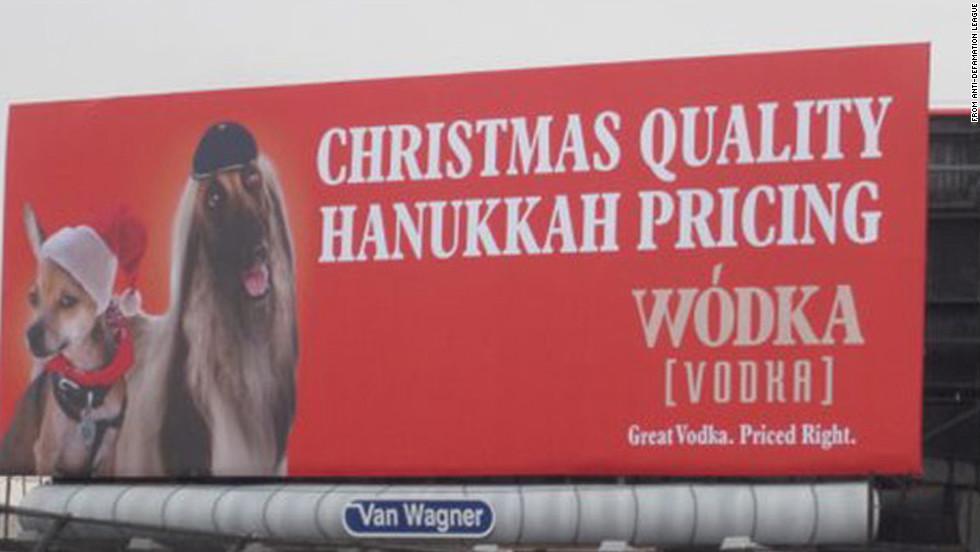 CHRISTMAS QUALITY
HANUKKAH PRICING
WÓDKA
[VODKA]
Great Vodka. Priced Right.
Van Wagner
FROM ANTI-DEFAMATION LEAGUE